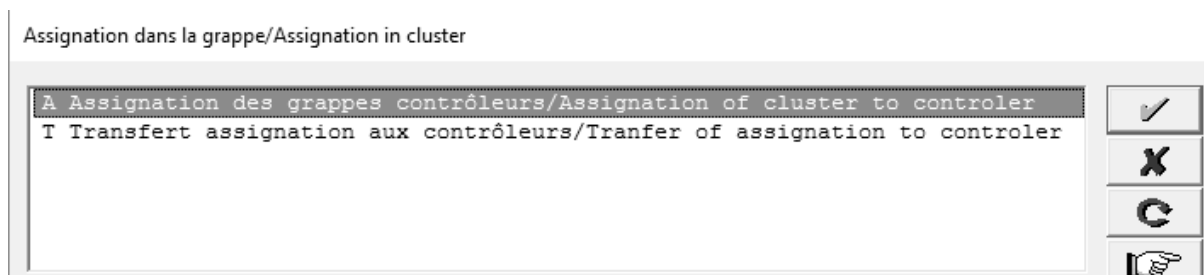 Assignation dans la grappe/Assignation in cluster
A Assignation des grappes contrôleurs/Assignation of cluster to controler
T Transfert assignation aux contrôleurs/Tranfer of assignation to controler